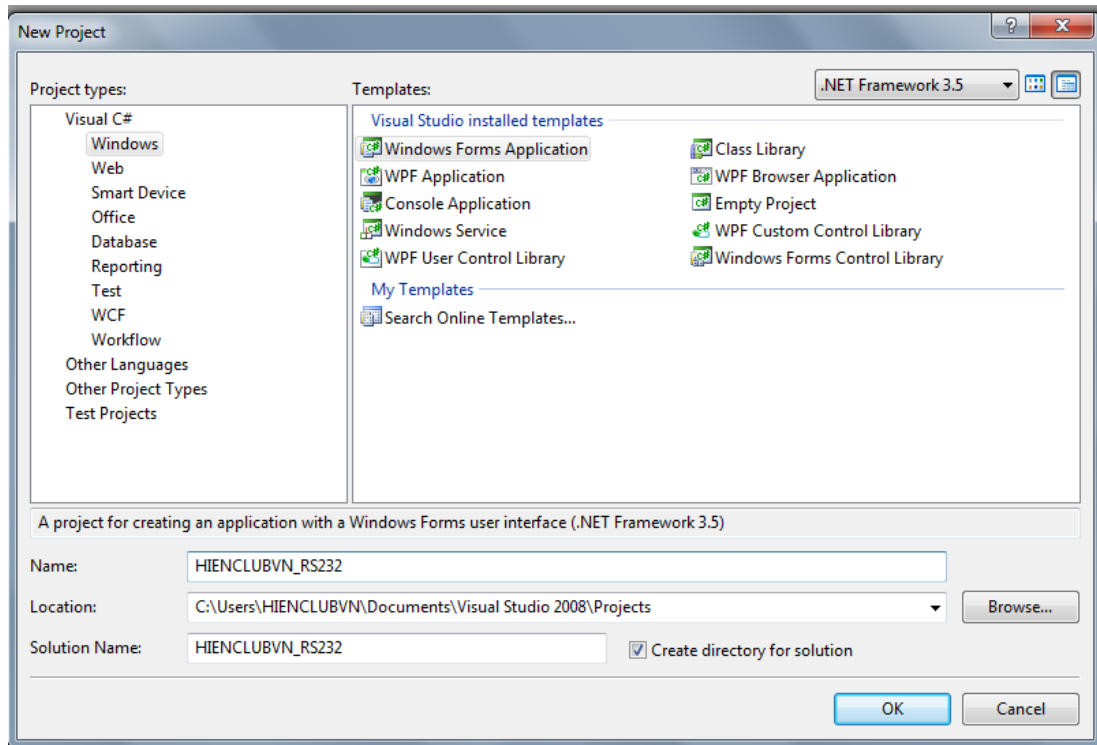 New Project
Project types:
Templates:
.NET Framework 3.5
Visual C#
Windows
Web
Smart Device
Office
Database
Reporting
Test
WCF
Workflow
Other Languages
Other Project Types
Test Projects
Visual Studio installed templates
Windows Forms Application
Class Library
WPF Application
WPF Browser Application
Console Application
Empty Project
Windows Service
WPF Custom Control Library
WPF User Control Library
Windows Forms Control Library
My Templates
Search Online Templates...
A project for creating an application with a Windows Forms user interface (.NET Framework 3.5)
Name: HIENCLUBVN_RS232
Location: C:\Users\HIENCLUBVN\Documents\Visual Studio 2008\Projects Browse...
Solution Name: HIENCLUBVN_RS232 Create directory for solution
OK Cancel